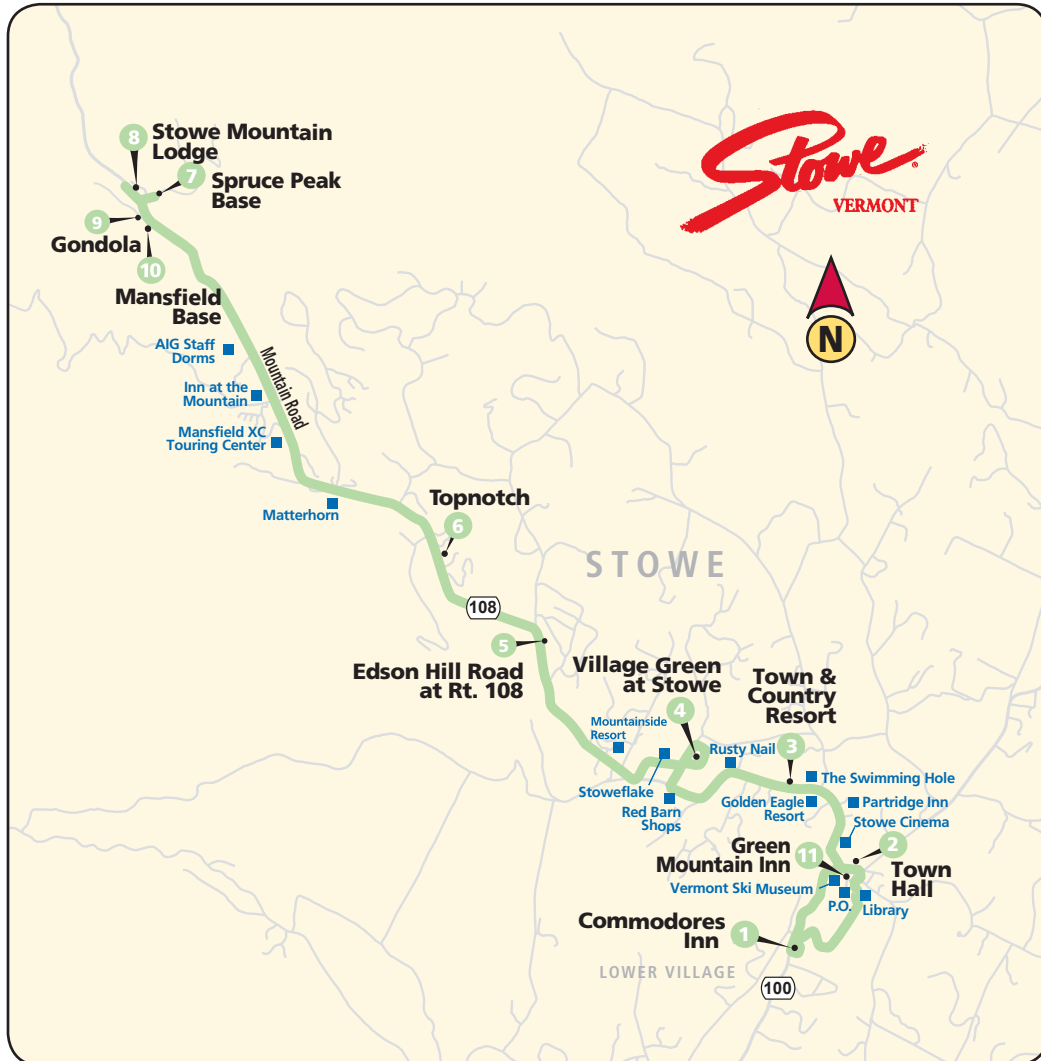 8
Stowe Mountain
Lodge
7
Spruce Peak
Base
9
Gondola
10
Mansfield
Base
Stowe®
VERMONT
N
AIG Staff
Dorms
Inn at the
Mountain
Mountain Road
Mansfield XC
Touring Center
Matterhorn
Topnotch
6
STOWE
108
5
Edson Hill Road
at Rt. 108
Village Green
at Stowe
4
Town &
Country
Resort
3
Mountainside
Resort
Rusty Nail
Stoweflake
Red Barn
Shops
The Swimming Hole
Golden Eagle
Resort
Partridge Inn
Stowe Cinema
Green
Mountain Inn
11
2
Town
Hall
Vermont Ski Museum
P.O.
Library
Commodores
Inn
1
LOWER VILLAGE
100